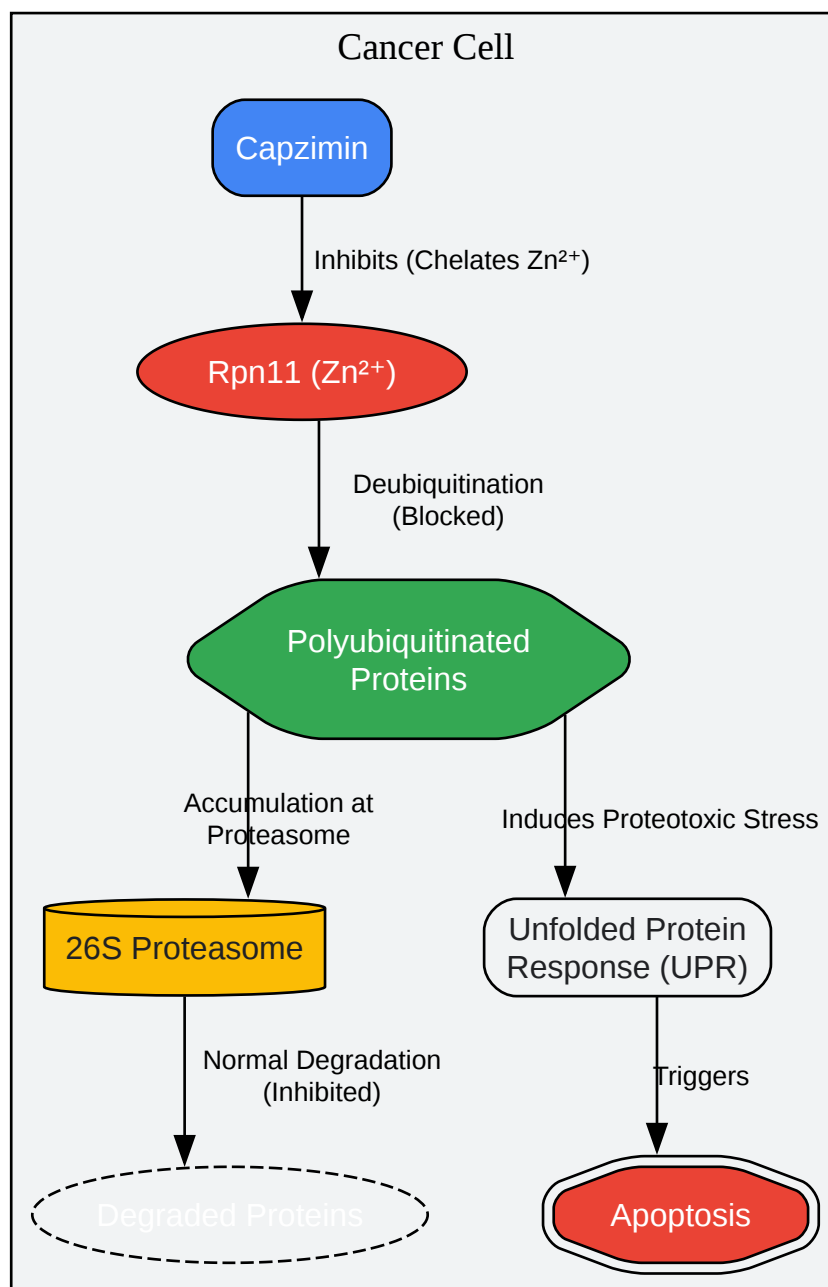 Cancer Cell
Capzimin
Inhibits (Chelates Zn²⁺)
Rpn11 (Zn²⁺)
Deubiquitination
(Blocked)
Polyubiquitinated
Proteins
Accumulation at
Proteasome
Induces Proteotoxic Stress
26S Proteasome
Unfolded Protein
Response (UPR)
Normal Degradation
(Inhibited)
Triggers
Degraded Proteins
Apoptosis